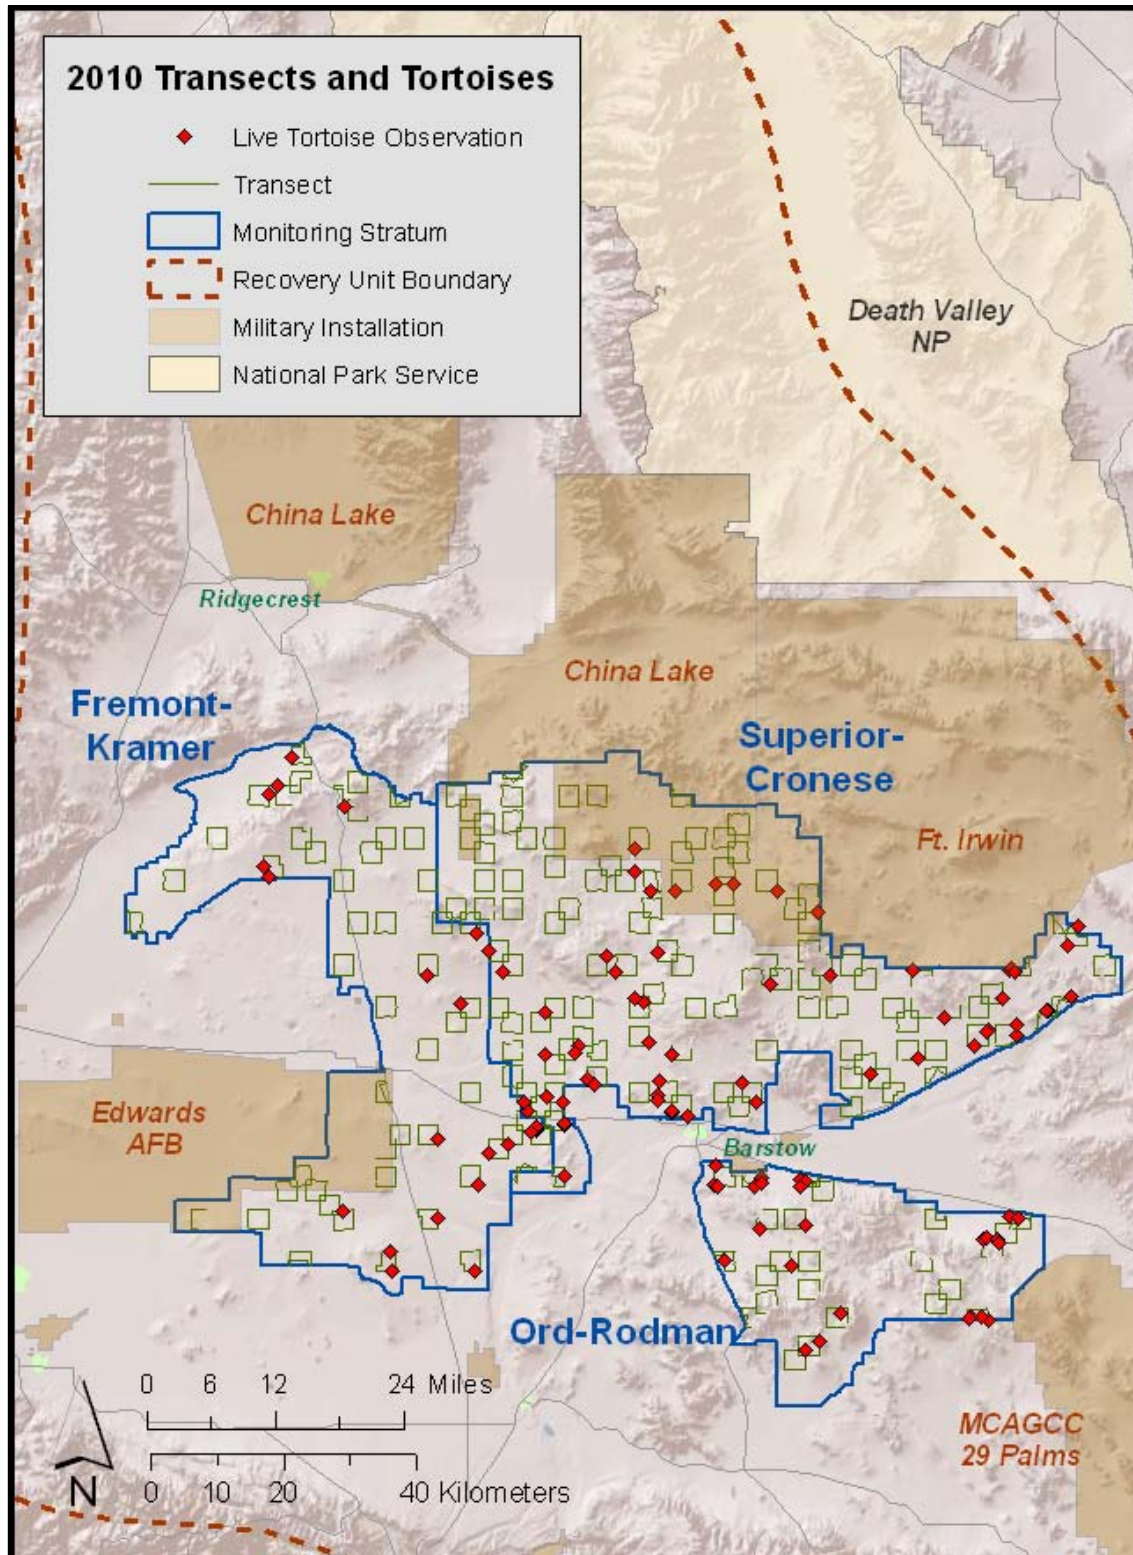 2010 Transects and Tortoises
Live Tortoise Observation
Transect
Monitoring Stratum
Recovery Unit Boundary
Military Installation
National Park Service
Death Valley
NP
China Lake
Ridgecrest
China Lake
Fremont-
Kramer
Superior-
Cronese
Ft. Irwin
Edwards
AFB
Barstow
Ord-Rodman
MCAGCC
29 Palms
0 6 12 24 Miles
0 10 20 40 Kilometers
N